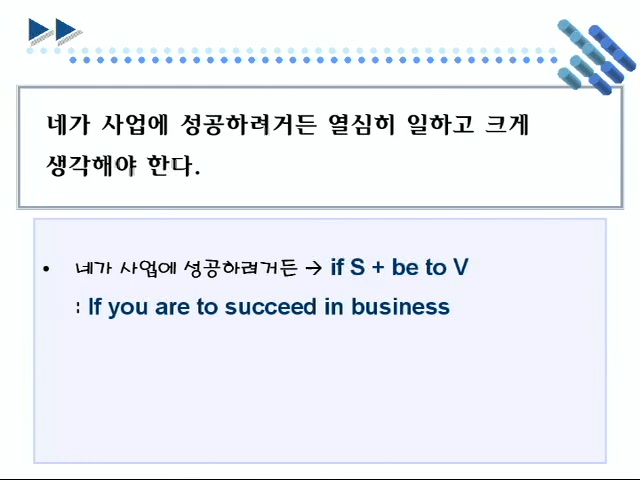 네가 사업에 성공하려거든 열심히 일하고 크게
생각해야 한다.
• 네가 사업에 성공하려거든 → if S + be to V
: If you are to succeed in business